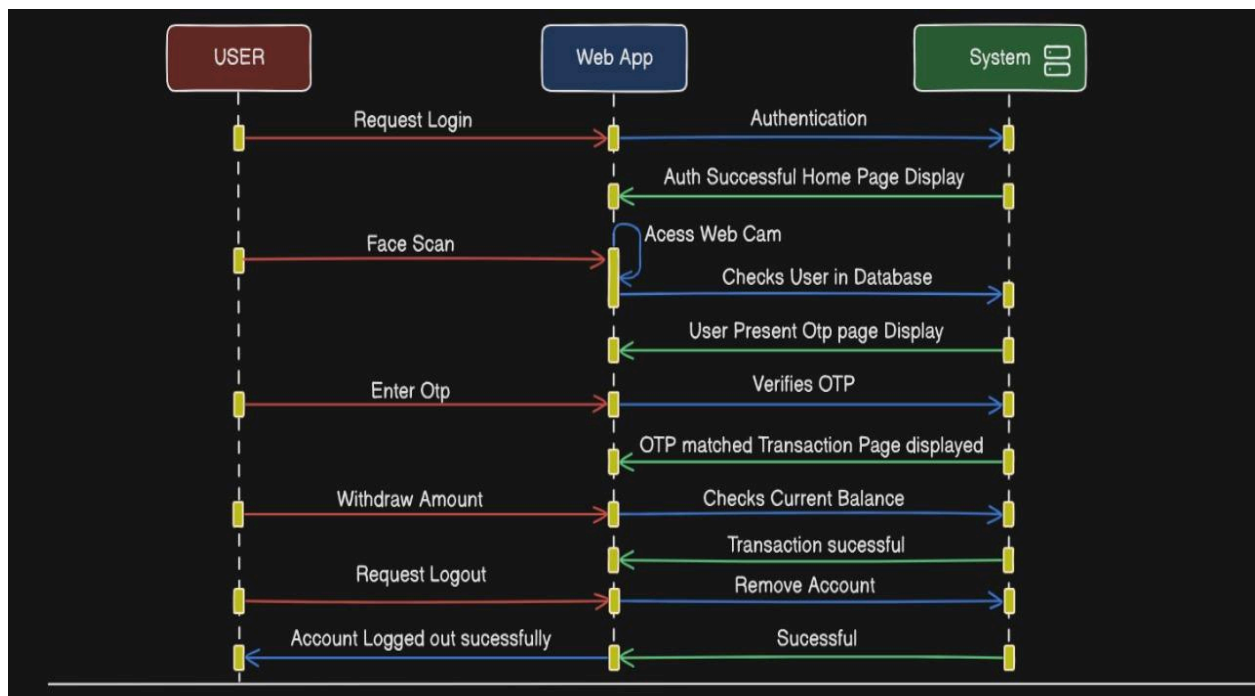 USER
Web App
System
Request Login
Authentication
Auth Successful Home Page Display
Acess Web Cam
Face Scan
Checks User in Database
User Present Otp page Display
Enter Otp
Verifies OTP
OTP matched Transaction Page displayed
Withdraw Amount
Checks Current Balance
Transaction sucessful
Request Logout
Remove Account
Account Logged out sucessfully
Sucessful